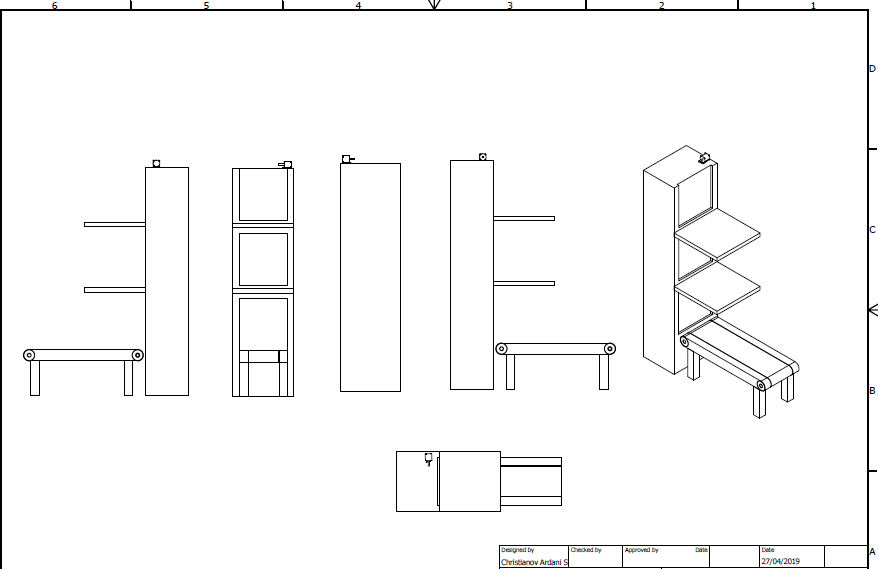 6 5 4 3 2 1
D
C
B
A
Designed by Checked by Approved by Date Date
Christianov Ardani S 27/04/2019